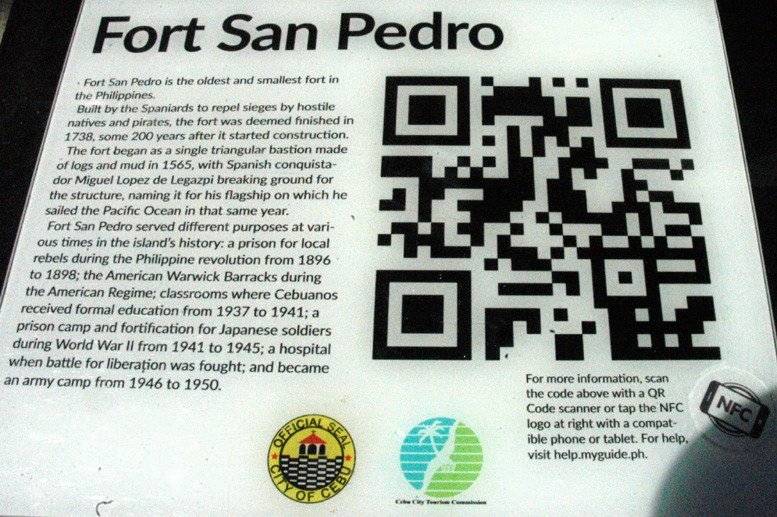 Fort San Pedro
Fort San Pedro is the oldest and smallest fort in
the Philippines.
Built by the Spaniards to repel sieges by hostile
natives and pirates, the fort was deemed finished in
1738, some 200 years after it started construction.
The fort began as a single triangular bastion made
of logs and mud in 1565, with Spanish conquista-
dor Miguel Lopez de Legazpi breaking ground for
the structure, naming it for his flagship on which he
sailed the Pacific Ocean in that same year.
Fort San Pedro served different purposes at vari-
ous times in the island's history: a prison for local
rebels during the Philippine revolution from 1896
to 1898; the American Warwick Barracks during
the American Regime; classrooms where Cebuanos
received formal education from 1937 to 1941; a
prison camp and fortification for Japanese soldiers
during World War II from 1941 to 1945; a hospital
when battle for liberation was fought; and became
an army camp from 1946 to 1950.
For more information, scan
the code above with a QR
Code scanner or tap the NFC
logo at right with a compat-
ible phone or tablet. For help,
visit help.myguide.ph.
NFC
OFFICIAL SEAL
CITY OF CEBU
Cebu City Tourism Commission